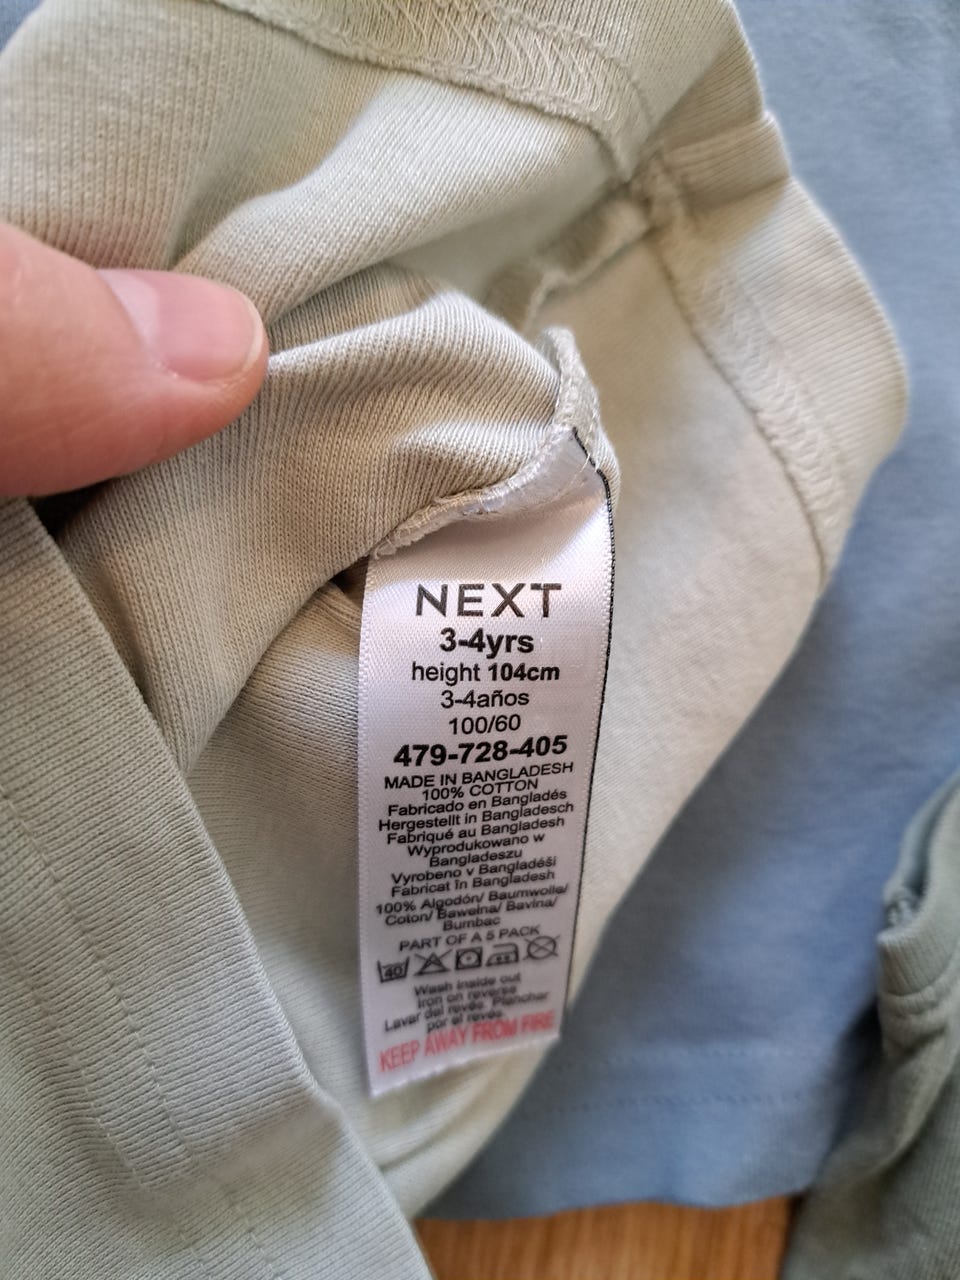 NEXT
3-4yrs
height 104cm
3-4años
100/60
479-728-405
MADE IN BANGLADESH
100% COTTON
Fabricado en Bangladés
Hergestellt in Bangladesch
Fabriqué au Bangladesh
Wyprodukowano w
Bangladeszu
Vyrobeno v Bangladéši
Fabricat în Bangladesh
100% Algodón/ Baumwolle/
Coton/ Bawełna/ Bavlna/
Bumbac
PART OF A 5 PACK
40
Wash inside out
Iron on reverse
Lavar del revés. Planchar
por el revés.
KEEP AWAY FROM FIRE